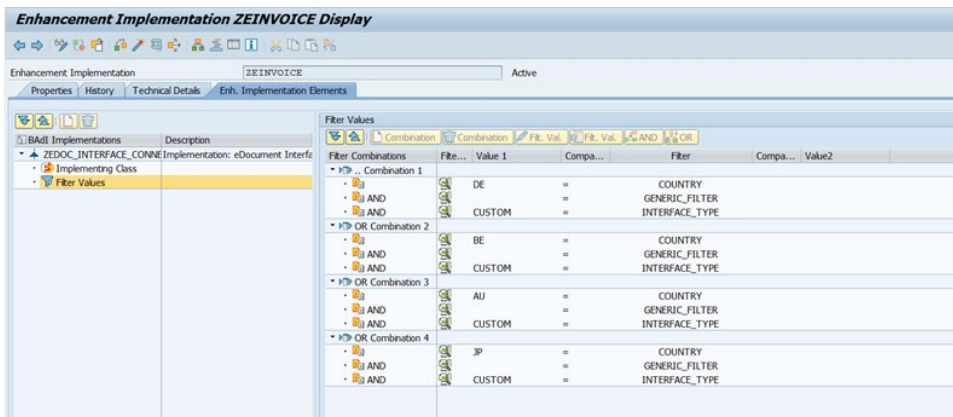 Enhancement Implementation ZEINVOICE Display
Enhancement Implementation ZEINVOICE Active
Properties History Technical Details Enh. Implementation Elements
Filter Values
Combination Combination Flt. Val. Flt. Val. AND OR
BAdI Implementations Description
Filter Combinations Filte... Value 1 Compa... Filter Compa... Value2
ZEDOC_INTERFACE_CONNE Implementation: eDocument Interfa
.. Combination 1
Implementing Class
DE = COUNTRY
Filter Values
AND = GENERIC_FILTER
AND CUSTOM = INTERFACE_TYPE
OR Combination 2
BE = COUNTRY
AND = GENERIC_FILTER
AND CUSTOM = INTERFACE_TYPE
OR Combination 3
AU = COUNTRY
AND = GENERIC_FILTER
AND CUSTOM = INTERFACE_TYPE
OR Combination 4
JP = COUNTRY
AND = GENERIC_FILTER
AND CUSTOM = INTERFACE_TYPE